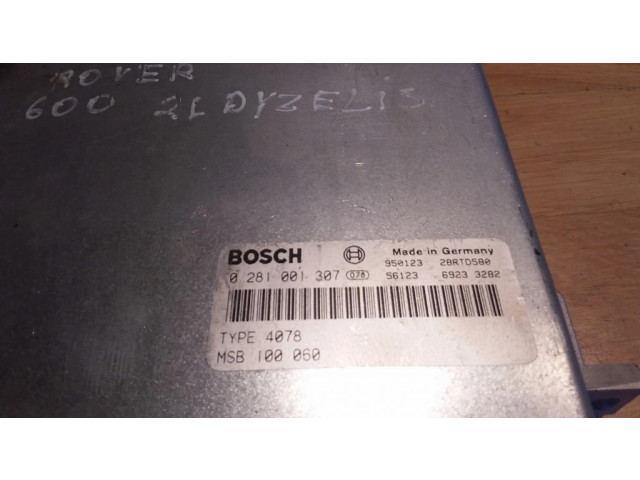 ROVER
600 2L DYZELIS
BOSCH Made in Germany
950123 28RTD580
0 281 001 307 078 S6123 6923 3282
TYPE 4078
MSB 100 060